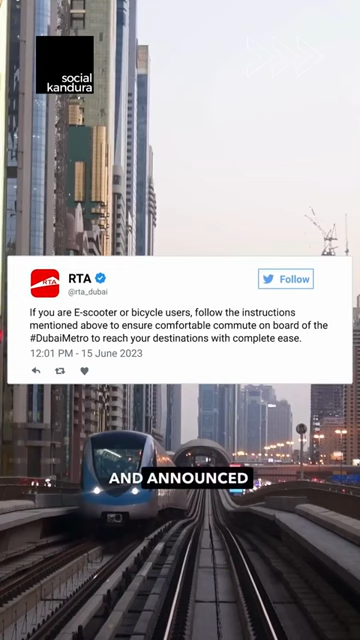 social
kandura
RTA
RTA
Follow
@rta_dubai
If you are E-scooter or bicycle users, follow the instructions
mentioned above to ensure comfortable commute on board of the
#DubaiMetro to reach your destinations with complete ease.
12:01 PM - 15 June 2023
AND ANNOUNCED